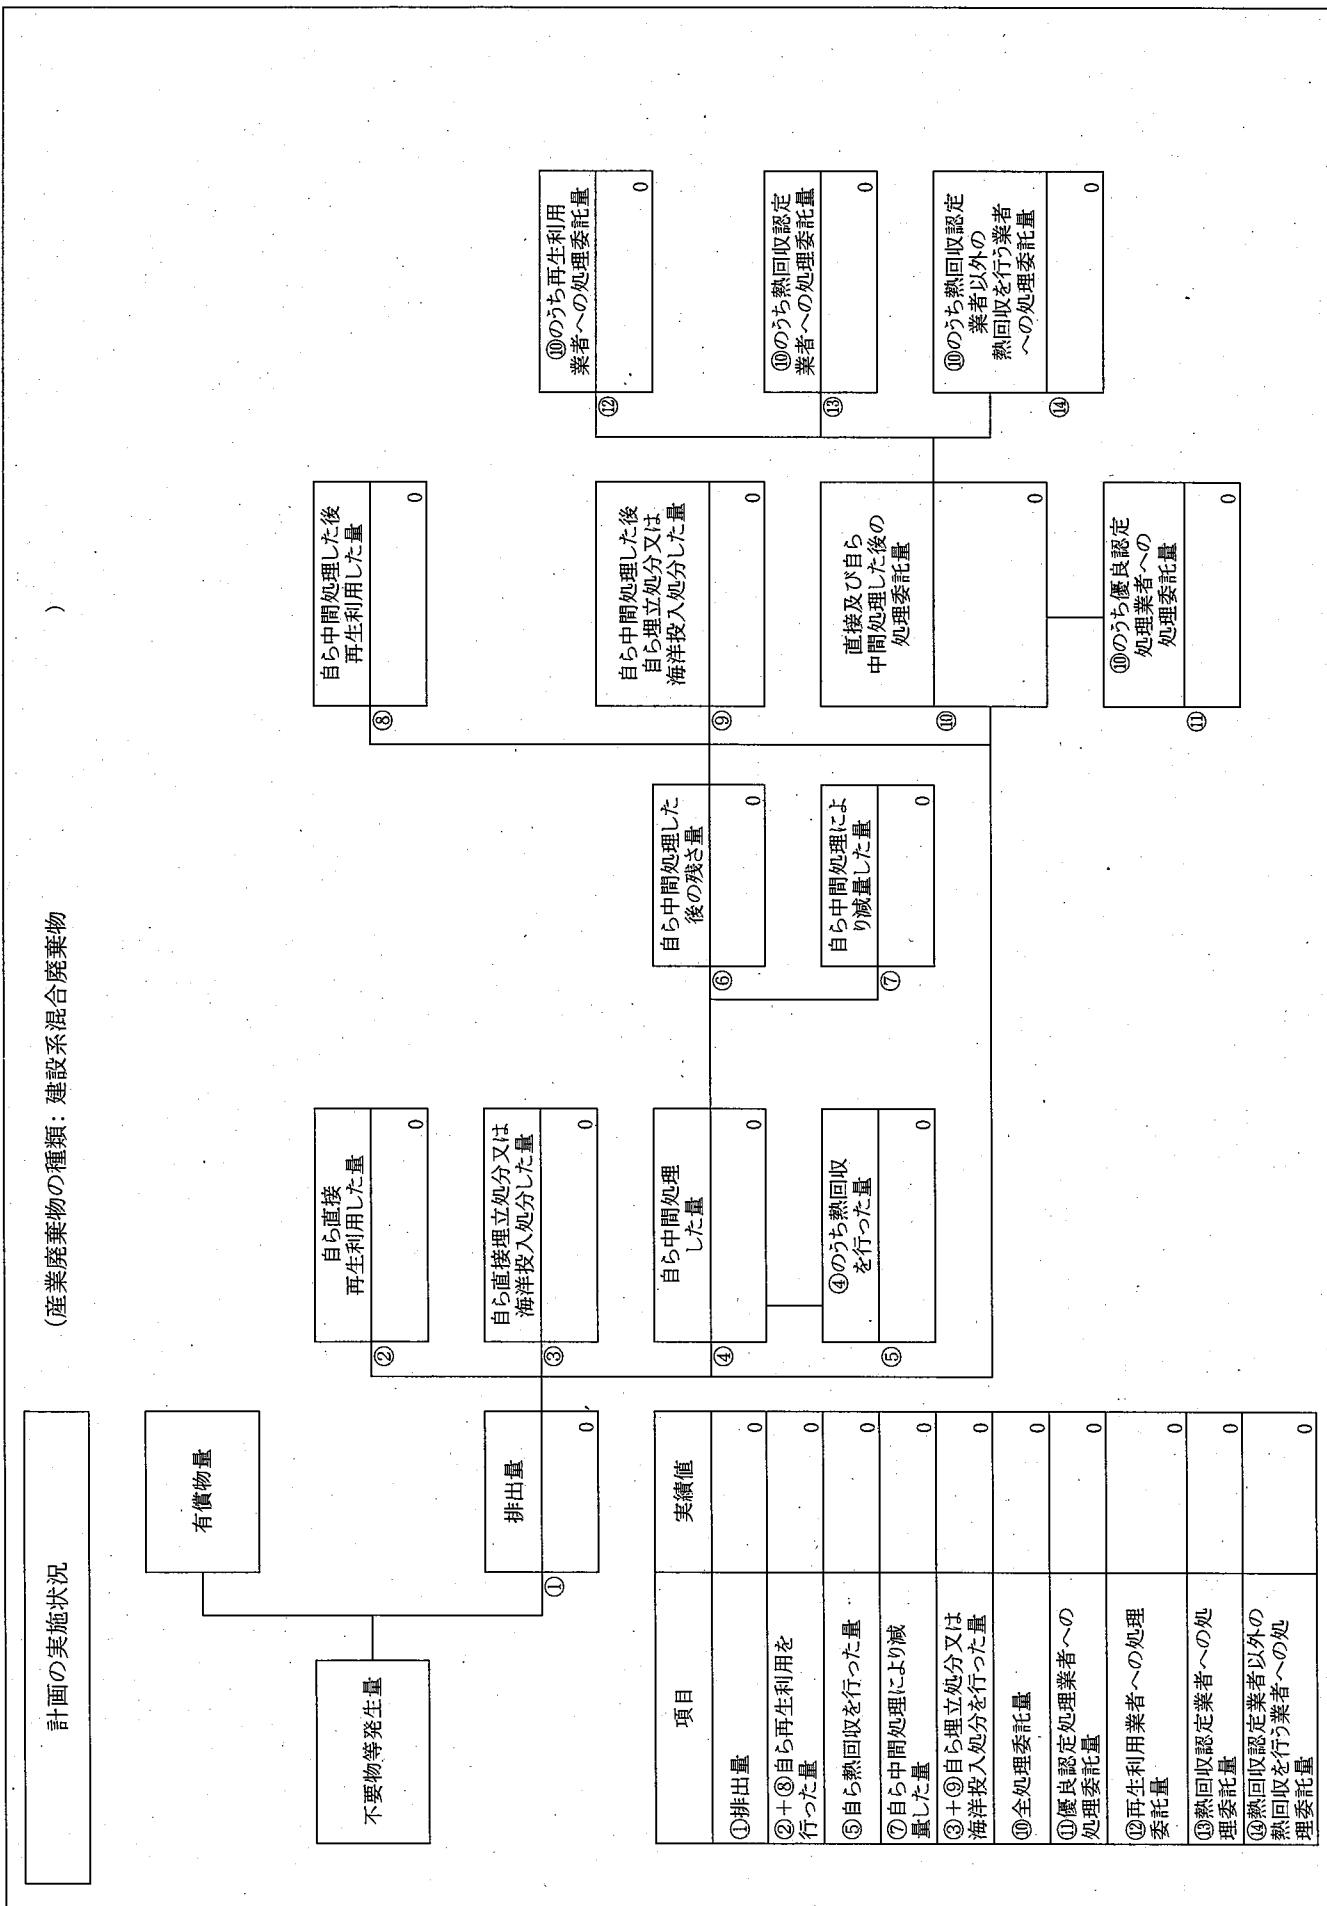 計画の実施状況
(産業廃棄物の種類: 建設系混合廃棄物
)
不要物等発生量
有償物量
排出量
①
0
自ら直接
再生利用した量
②
0
自ら直接埋立処分又は
海洋投入処分した量
③
0
自ら中間処理
した量
④
0
④のうち熱回収
を行った量
⑤
0
自ら中間処理した
後の残さ量
⑥
0
自ら中間処理によ
り減量した量
⑦
0
自ら中間処理した後
再生利用した量
⑧
0
自ら中間処理した後
自ら埋立処分又は
海洋投入処分した量
⑨
0
直接及び自ら
中間処理した後の
処理委託量
⑩
0
⑩のうち優良認定
処理業者への
処理委託量
⑪
0
⑩のうち再生利用
業者への処理委託量
⑫
0
⑩のうち熱回収認定
業者への処理委託量
⑬
0
⑩のうち熱回収認定
業者以外の
熱回収を行う業者
への処理委託量
⑭
0
項目 実績値
①排出量 0
②+⑧自ら再生利用を
行った量 0
⑤自ら熱回収を行った量 0
⑦自ら中間処理により減
量した量 0
③+⑨自ら埋立処分又は
海洋投入処分を行った量 0
⑩全処理委託量 0
⑪優良認定処理業者への
処理委託量 0
⑫再生利用業者への処理
委託量 0
⑬熱回収認定業者への処
理委託量 0
⑭熱回収認定業者以外の
熱回収を行う業者への処
理委託量 0